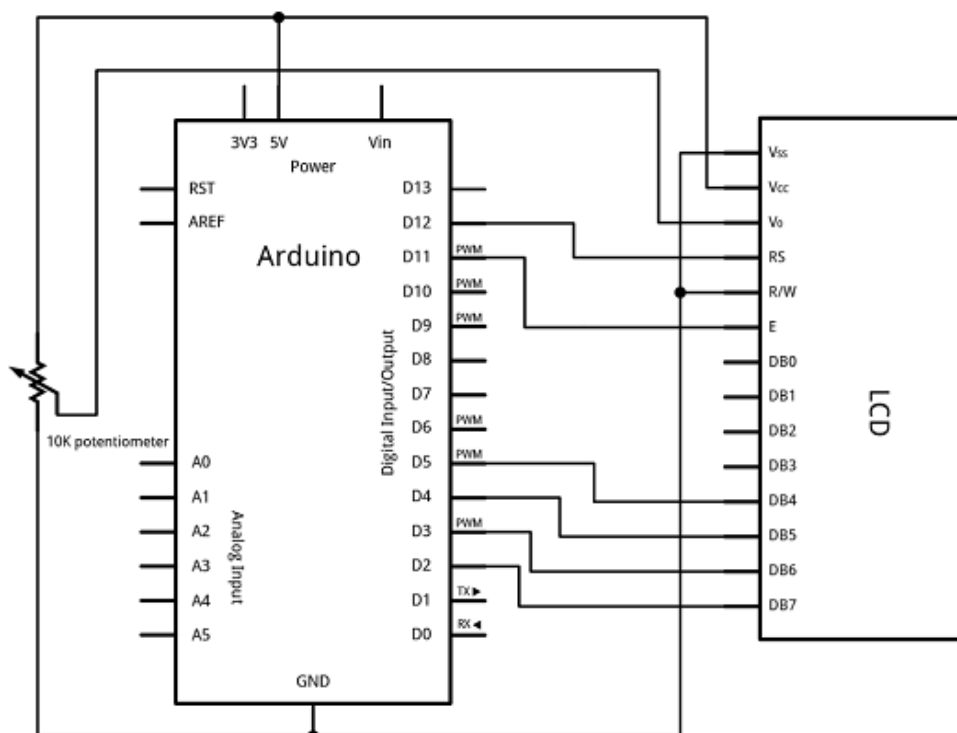 3V3 5V Vin
Power
RST
AREF
Arduino
10K potentiometer
A0
A1
A2
A3
A4
A5
Analog Input
D13
D12
D11 PWM
D10 PWM
D9 PWM
D8
D7
D6 PWM
D5 PWM
D4
D3 PWM
D2
D1 TX ▶
D0 RX ◀
Digital Input/Output
GND
Vss
Vcc
V0
RS
R/W
E
DB0
DB1
DB2
DB3
DB4
DB5
DB6
DB7
LCD